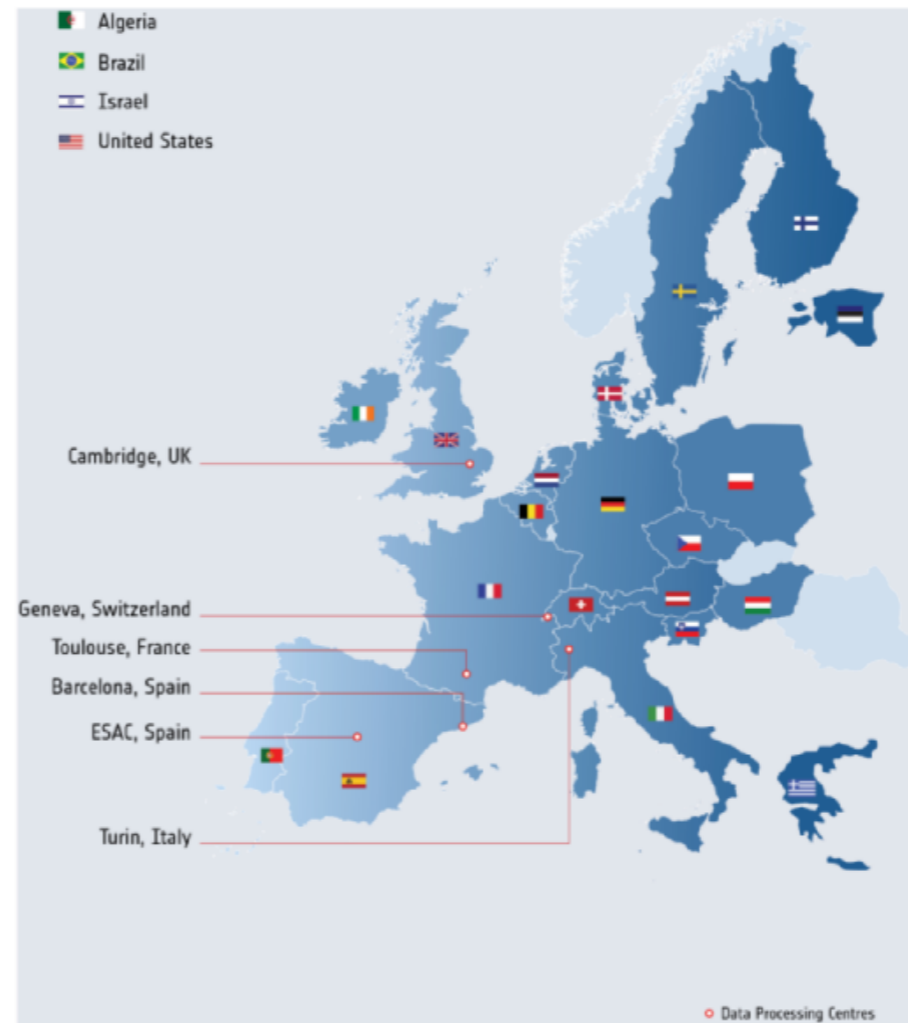 Algeria
Brazil
Israel
United States
Cambridge, UK
Geneva, Switzerland
Toulouse, France
Barcelona, Spain
ESAC, Spain
Turin, Italy
Data Processing Centres